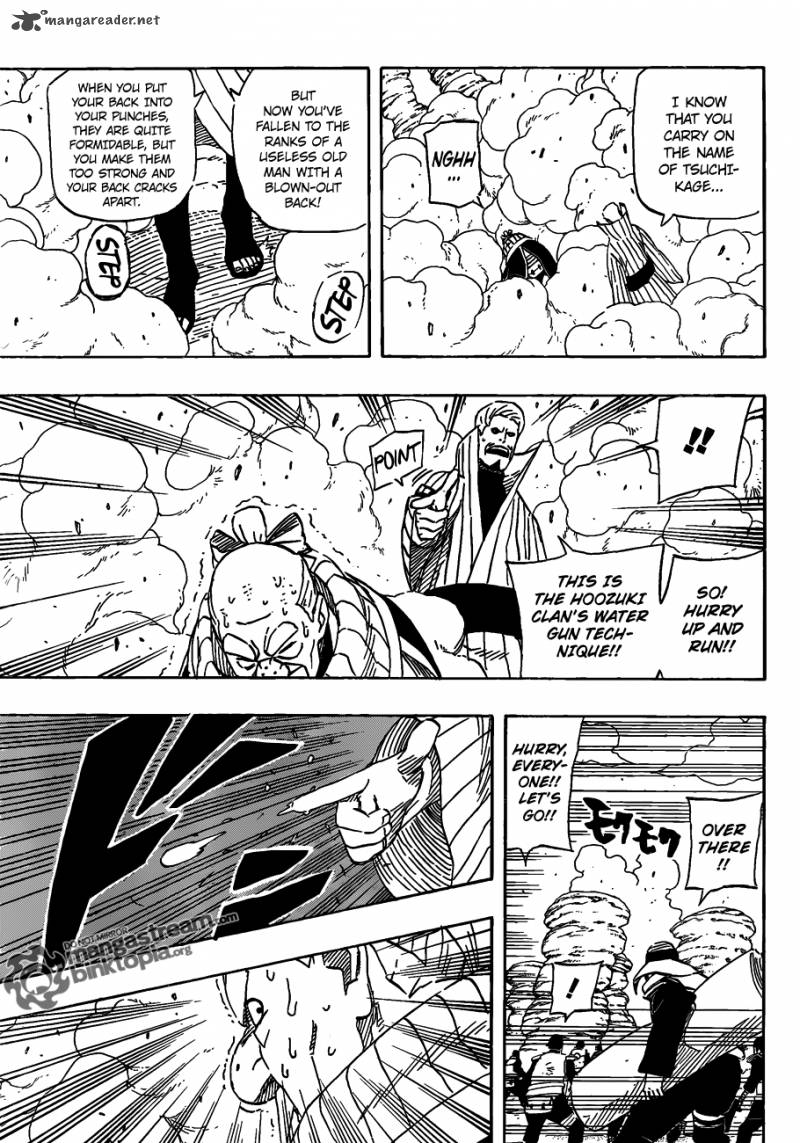 mangareader.net
I KNOW
THAT YOU
CARRY ON
THE NAME
OF TSUCHI-
KAGE...
NGHH
...
BUT
NOW YOU'VE
FALLEN TO THE
RANKS OF A
USELESS OLD
MAN WITH A
BLOWN-OUT
BACK!
WHEN YOU PUT
YOUR BACK INTO
YOUR PUNCHES,
THEY ARE QUITE
FORMIDABLE, BUT
YOU MAKE THEM
TOO STRONG AND
YOUR BACK CRACKS
APART.
STEP
STEP
!!
SO!
HURRY
UP AND
RUN!!
POINT
THIS IS
THE HOOZUKI
CLAN'S WATER
GUN TECH-
NIQUE!!
OVER
THERE
!!
モクモク
HURRY,
EVERY-
ONE!!
LET'S
GO!!
!
ド
DO NOT MIRROR
mangastream.com
binktopia.org